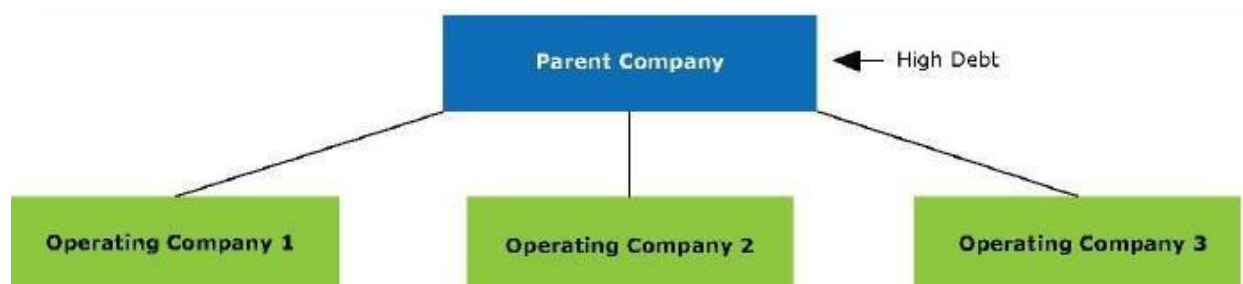 Parent Company
High Debt
Operating Company 1
Operating Company 2
Operating Company 3